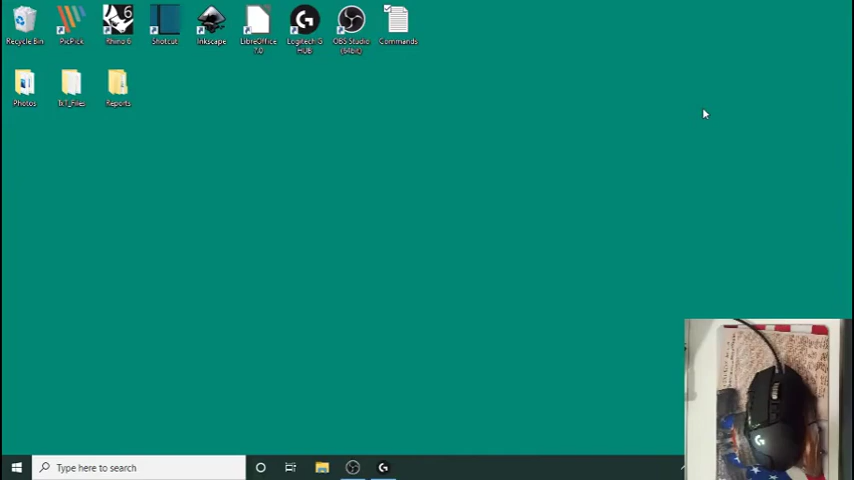 Recycle Bin
PicPick
Rhino 6
Shotcut
Inkscape
LibreOffice 7.0
Logitech G HUB
OBS Studio (64bit)
Commands
Photos
TxT_Files
Reports
Type here to search